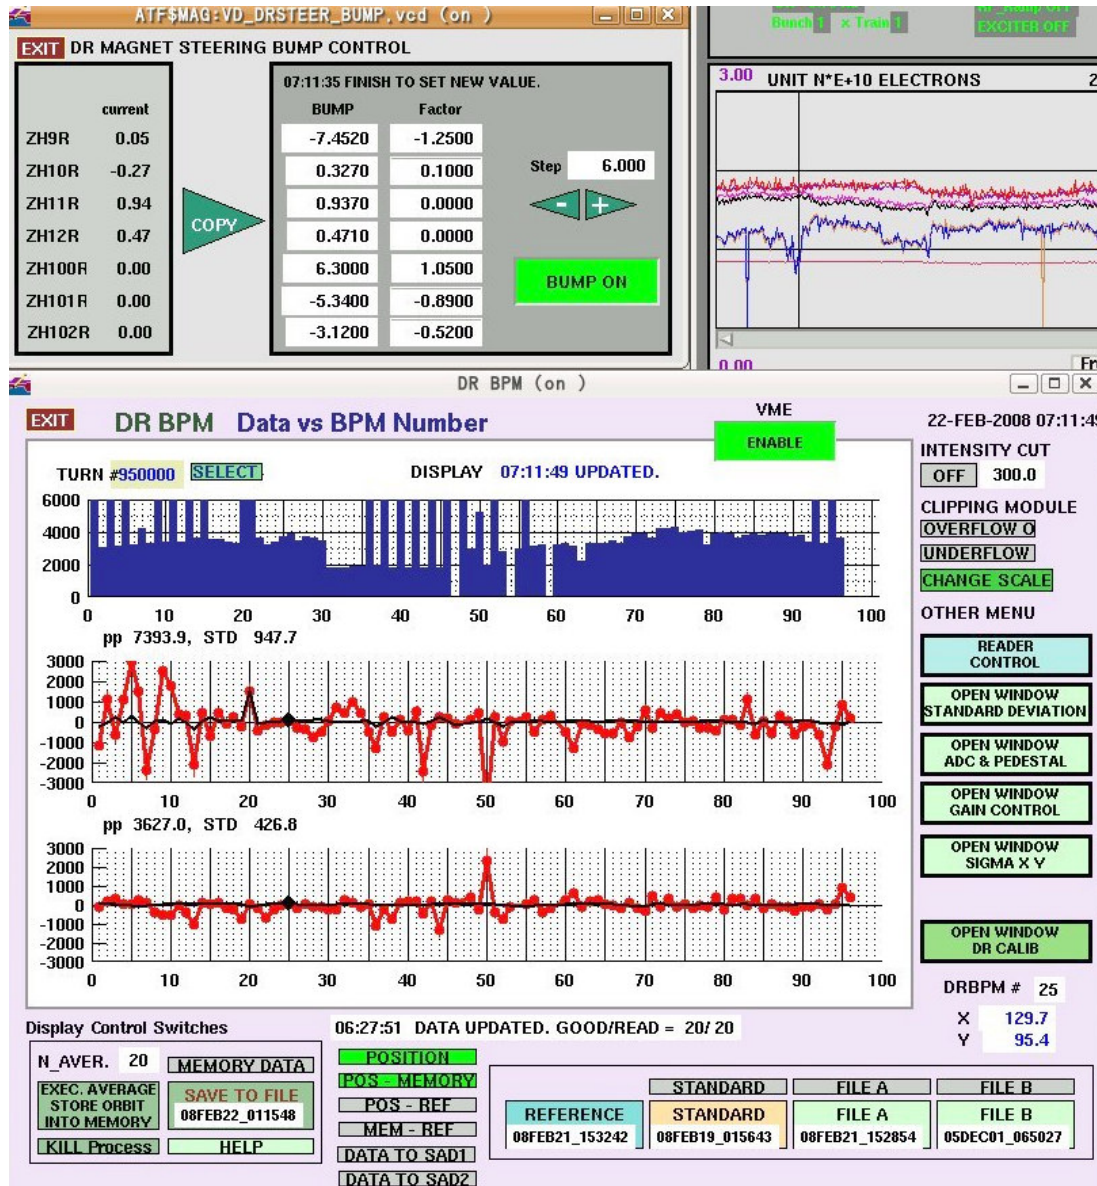 ATF$MAG:VD_DRSTEER_BUMP.vcd (on )
EXIT DR MAGNET STEERING BUMP CONTROL
07:11:35 FINISH TO SET NEW VALUE.
current BUMP Factor
ZH9R 0.05 -7.4520 -1.2500
ZH10R -0.27 0.3270 0.1000
ZH11R 0.94 0.9370 0.0000
ZH12R 0.47 0.4710 0.0000
ZH100R 0.00 6.3000 1.0500
ZH101R 0.00 -5.3400 -0.8900
ZH102R 0.00 -3.1200 -0.5200
COPY
Step 6.000
- +
BUMP ON
Bunch 1 x Train 1
EXCITER OFF
3.00 UNIT N*E+10 ELECTRONS 2
0.00
DR BPM (on )
EXIT DR BPM Data vs BPM Number
VME
ENABLE
22-FEB-2008 07:11:49
TURN #950000 SELECT DISPLAY 07:11:49 UPDATED.
6000
4000
2000
0
0 10 20 30 40 50 60 70 80 90 100
pp 7393.9, STD 947.7
3000
2000
1000
0
-1000
-2000
-3000
0 10 20 30 40 50 60 70 80 90 100
pp 3627.0, STD 426.8
3000
2000
1000
0
-1000
-2000
-3000
0 10 20 30 40 50 60 70 80 90 100
INTENSITY CUT
OFF 300.0
CLIPPING MODULE
OVERFLOW O
UNDERFLOW
CHANGE SCALE
OTHER MENU
READER
CONTROL
OPEN WINDOW
STANDARD DEVIATION
OPEN WINDOW
ADC & PEDESTAL
OPEN WINDOW
GAIN CONTROL
OPEN WINDOW
SIGMA X Y
OPEN WINDOW
DR CALIB
DRBPM # 25
X 129.7
Y 95.4
Display Control Switches
06:27:51 DATA UPDATED. GOOD/READ = 20/ 20
N_AVER. 20
MEMORY DATA
EXEC. AVERAGE
STORE ORBIT
INTO MEMORY
SAVE TO FILE
08FEB22_011548
KILL Process
HELP
POSITION
POS - MEMORY
POS - REF
MEM - REF
DATA TO SAD1
DATA TO SAD2
STANDARD FILE A FILE B
REFERENCE STANDARD FILE A FILE B
08FEB21_153242 08FEB19_015643 08FEB21_152854 05DEC01_065027